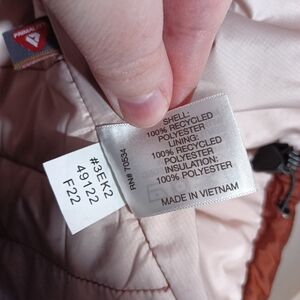 PRIMALOFT
SHELL:
100% RECYCLED
POLYESTER
LINING:
100% RECYCLED
POLYESTER
INSULATION:
100% POLYESTER
MADE IN VIETNAM
RN# 70534
#3EK2
49122
F22